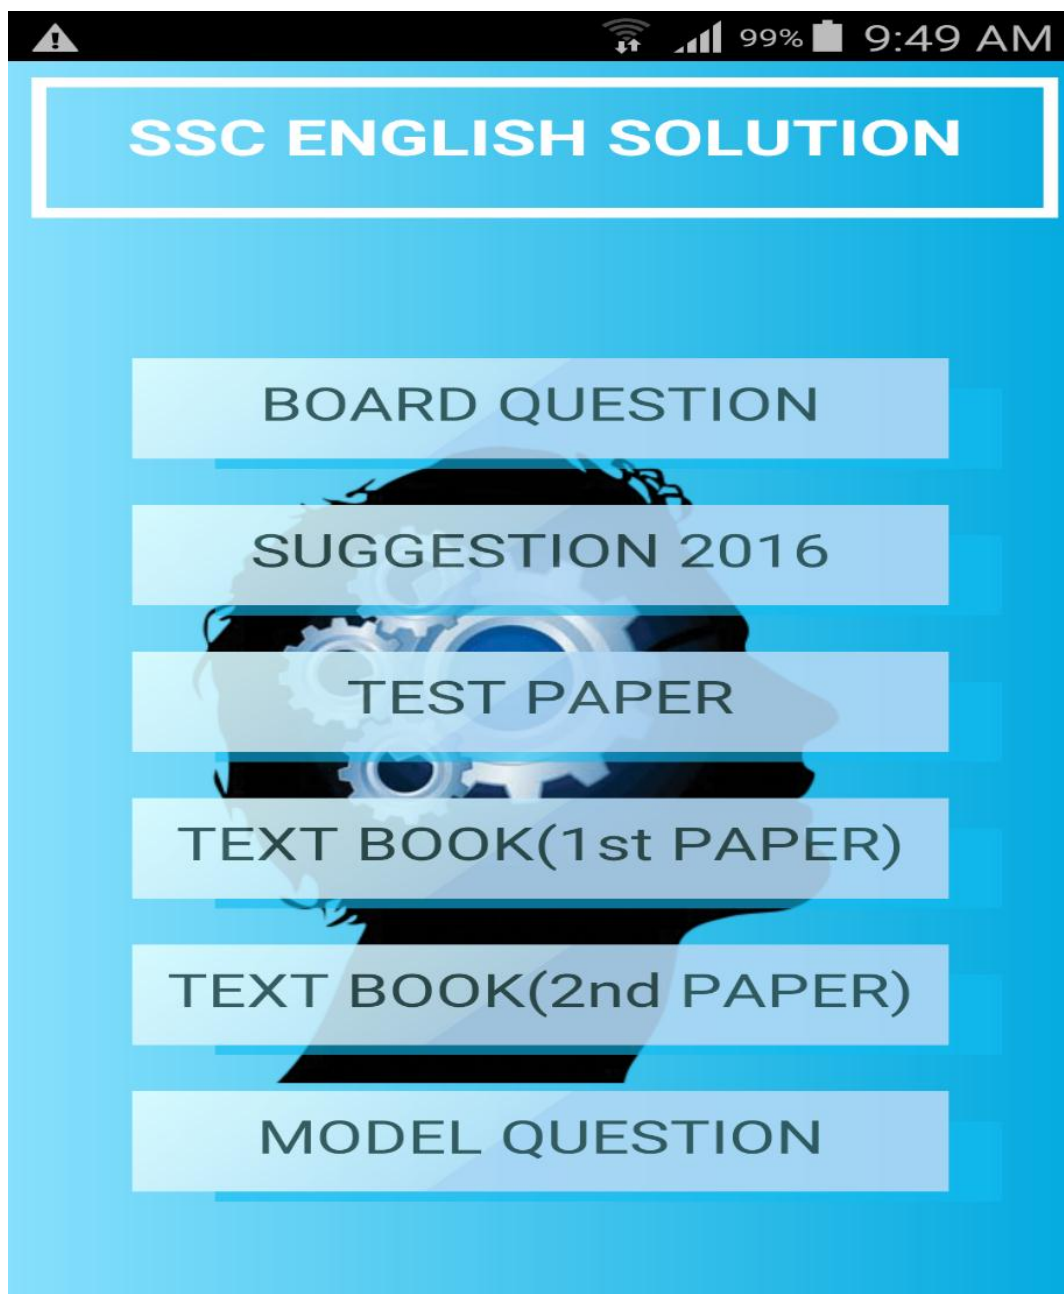 99% 9:49 AM
SSC ENGLISH SOLUTION
BOARD QUESTION
SUGGESTION 2016
TEST PAPER
TEXT BOOK(1st PAPER)
TEXT BOOK(2nd PAPER)
MODEL QUESTION